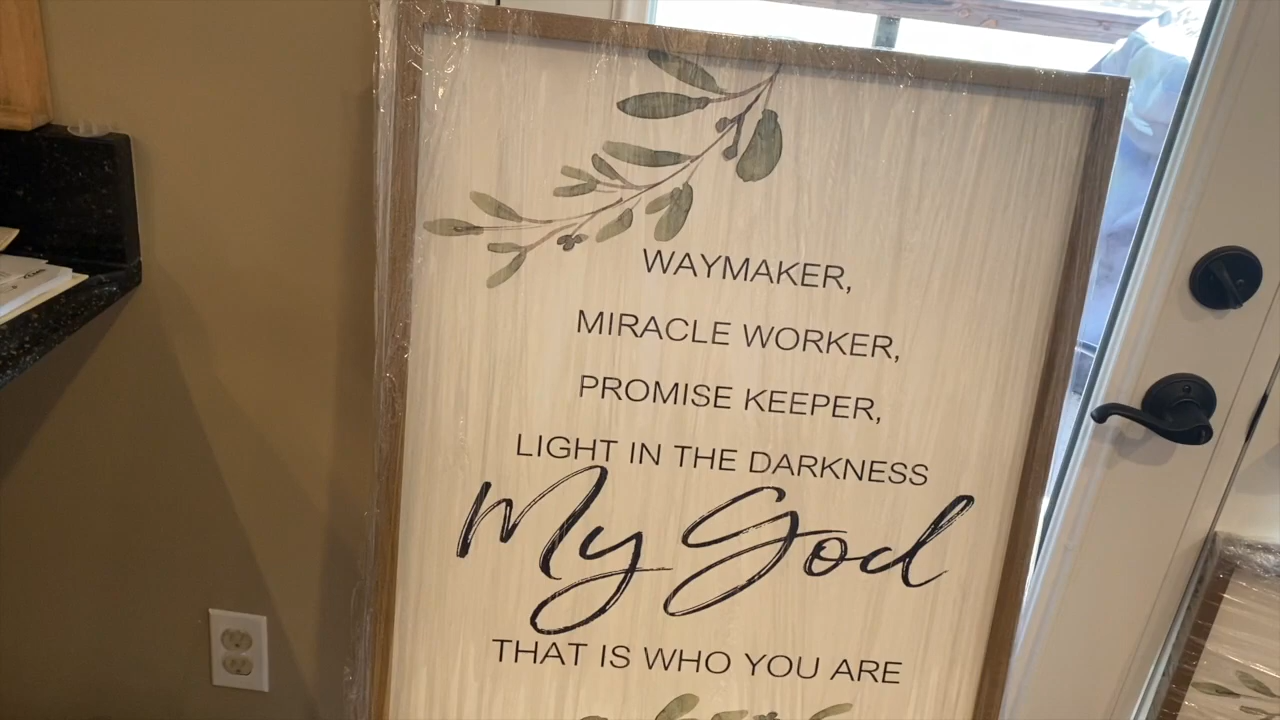 WAYMAKER,
MIRACLE WORKER,
PROMISE KEEPER,
LIGHT IN THE DARKNESS
My God
THAT IS WHO YOU ARE